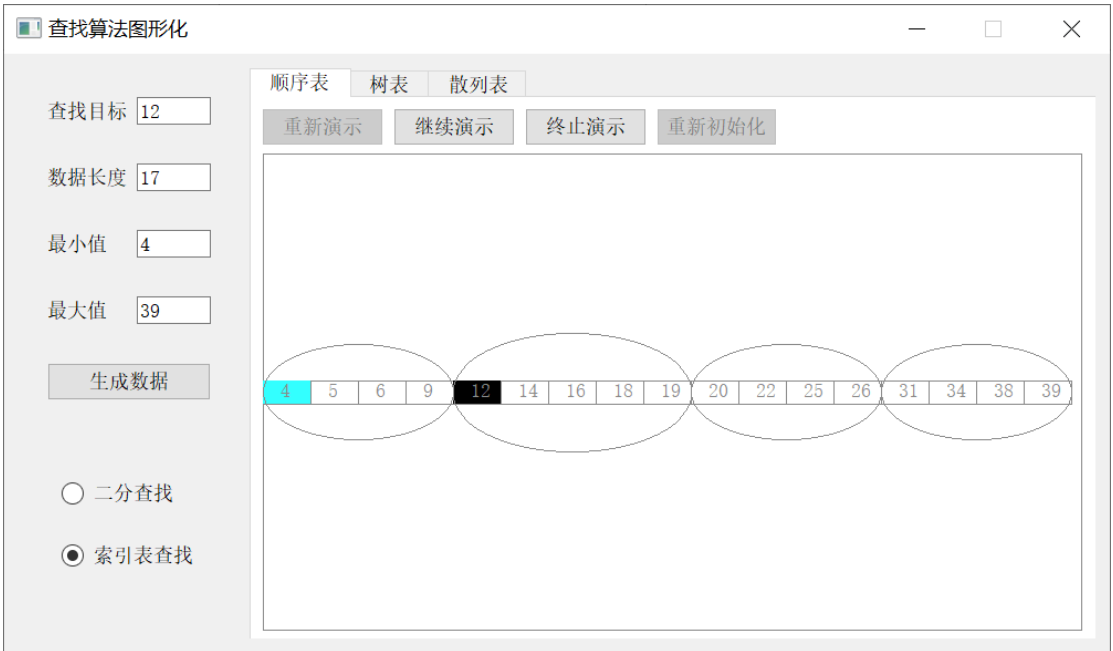 查找算法图形化
顺序表 树表 散列表
查找目标 12
重新演示 继续演示 终止演示 重新初始化
数据长度 17
最小值 4
最大值 39
生成数据
4 5 6 9 12 14 16 18 19 20 22 25 26 31 34 38 39
二分查找
索引表查找